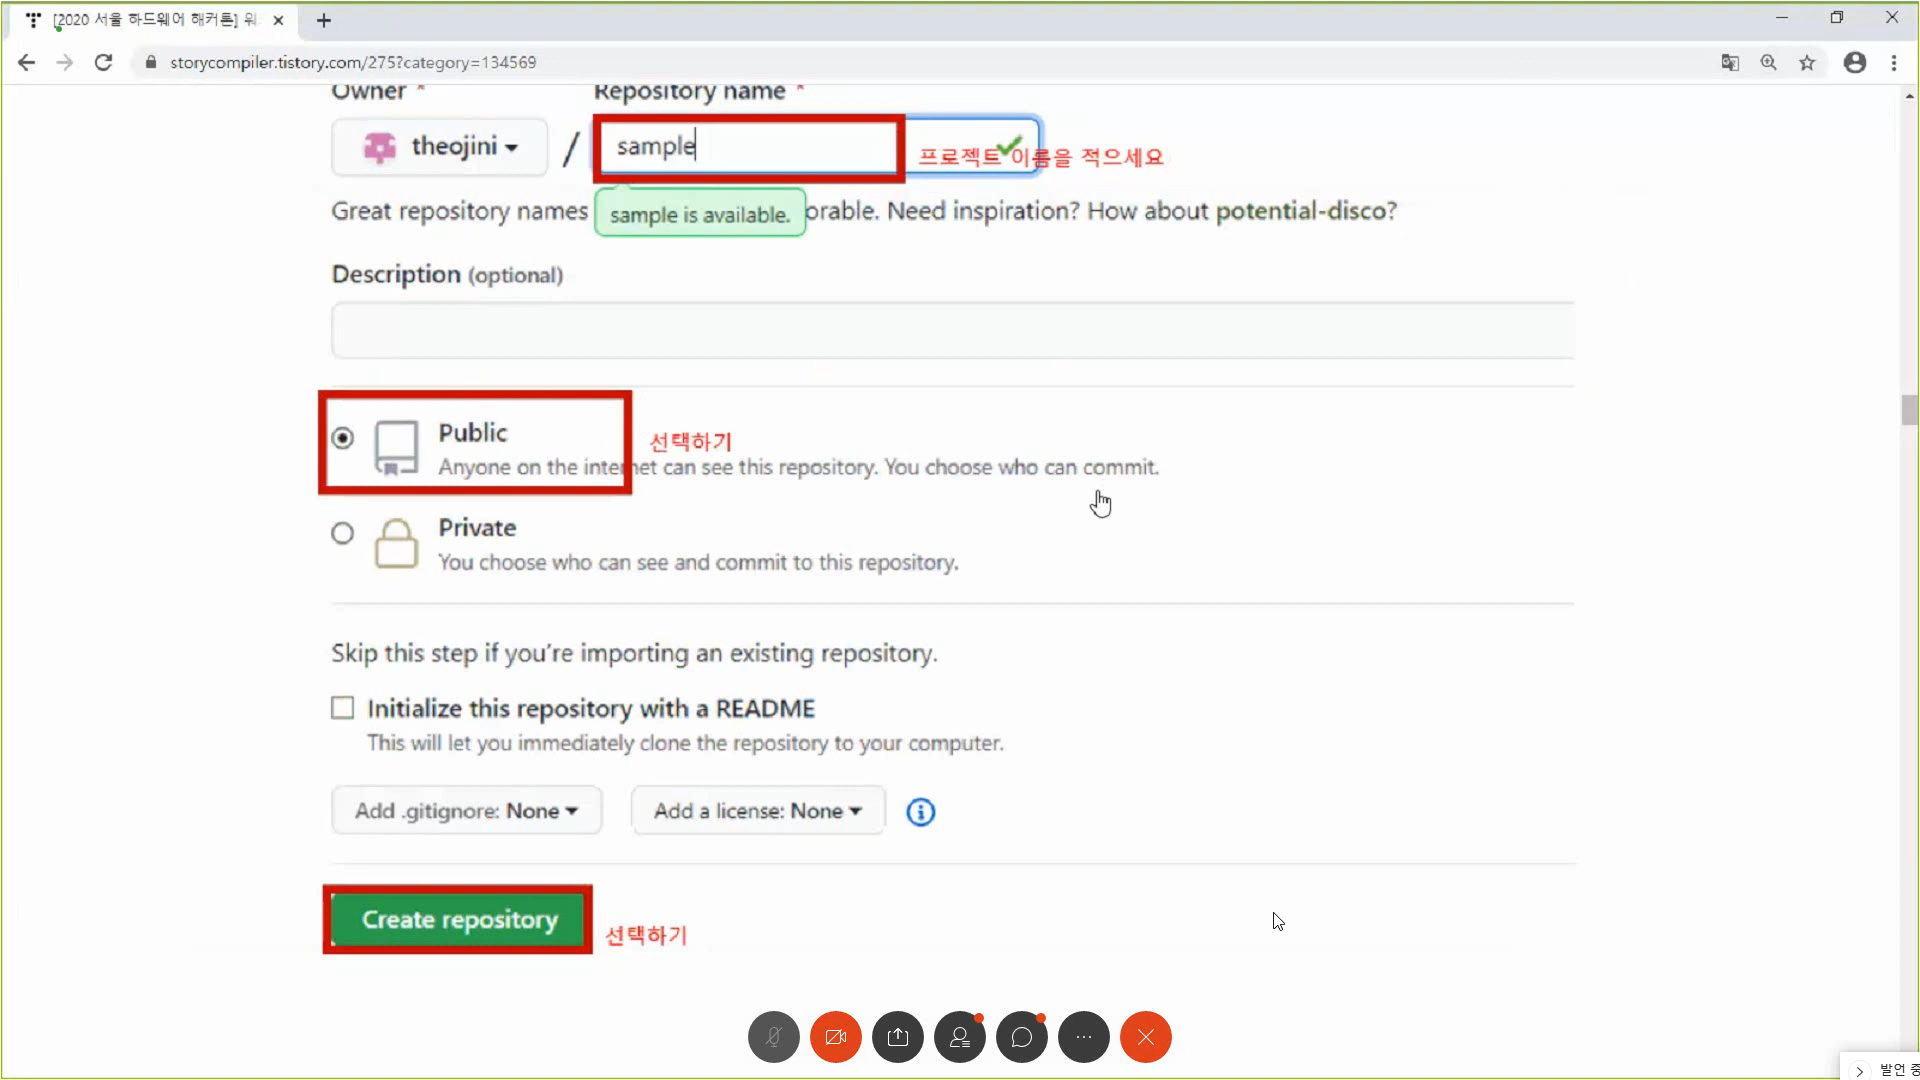 [2020 서울 하드웨어 해커톤] 워
storycompiler.tistory.com/275?category=134569
Owner *
Repository name *
theojini
/
sample
프로젝트 이름을 적으세요
Great repository names
sample is available.
orable. Need inspiration? How about potential-disco?
Description (optional)
Public
선택하기
Anyone on the internet can see this repository. You choose who can commit.
Private
You choose who can see and commit to this repository.
Skip this step if you’re importing an existing repository.
Initialize this repository with a README
This will let you immediately clone the repository to your computer.
Add .gitignore: None
Add a license: None
Create repository
선택하기
발언 중